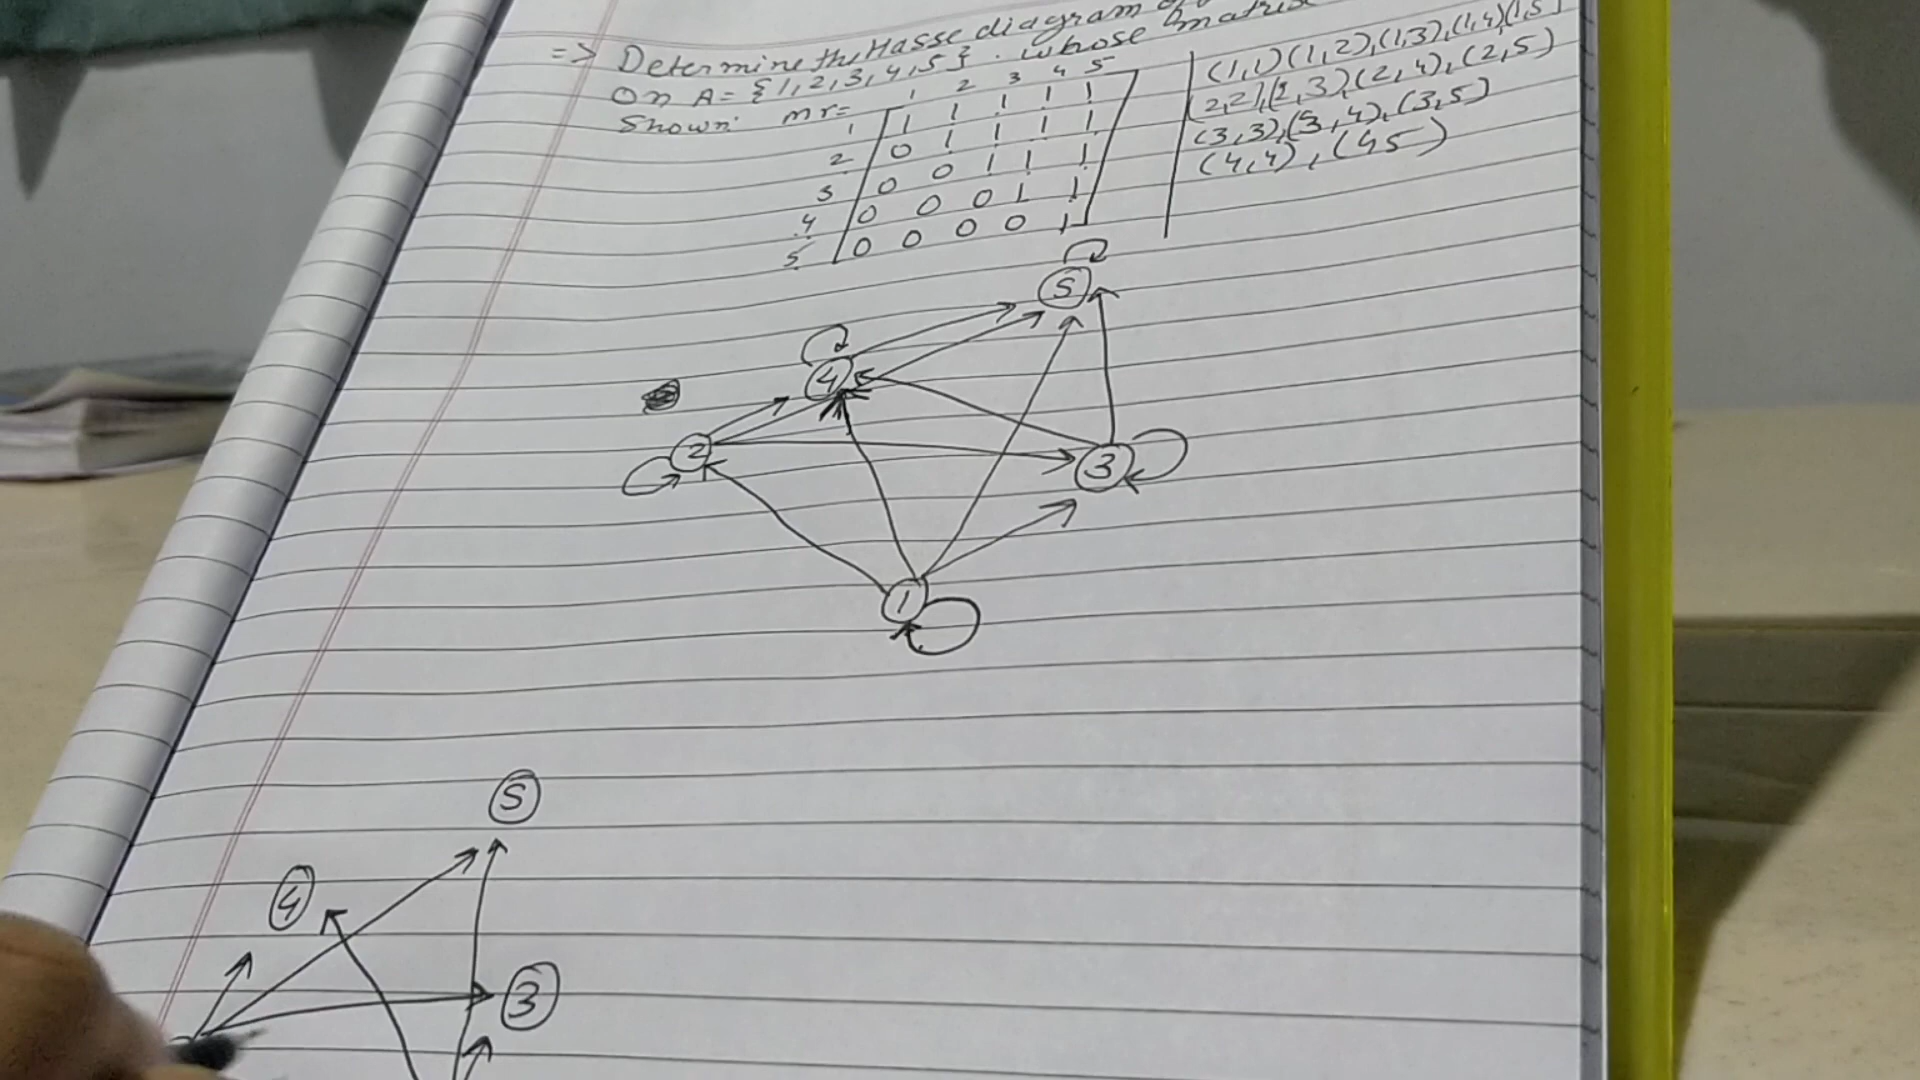 => Determine the Hasse diagram
On A = {1,2,3,4,5} . whose matrix
Shown: mr=
1 2 3 4 5
1 1 1 1 1 1
2 0 1 1 1 1
3 0 0 1 1 1
4 0 0 0 1 1
5 0 0 0 0 1
(1,1)(1,2),(1,3),(1,4)(1,5)
(2,2),(2,3)(2,4),(2,5)
(3,3),(3,4),(3,5)
(4,4),(45)
5
4
2
3
1
5
4
3